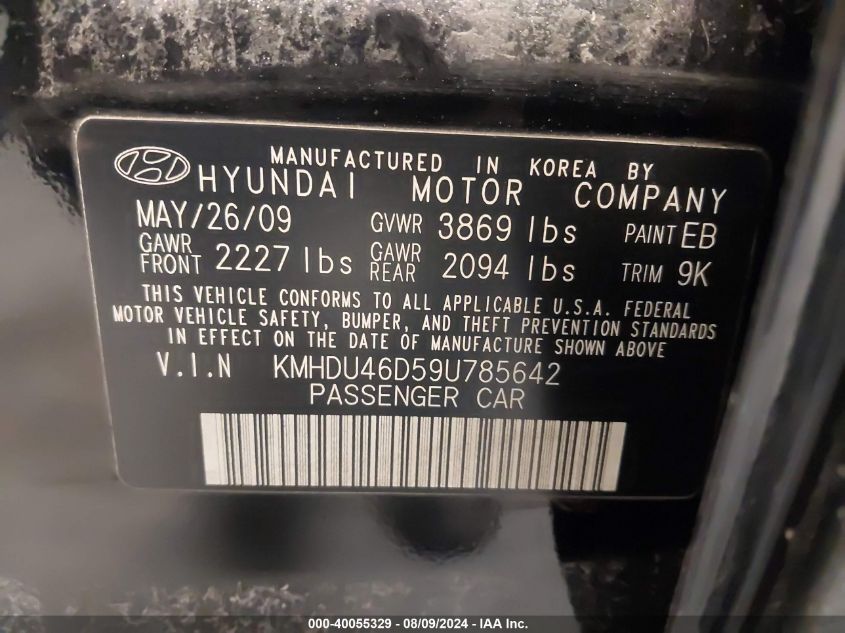 MANUFACTURED IN KOREA BY
HYUNDAI MOTOR COMPANY
MAY/26/09 GVWR 3869 lbs PAINT EB
GAWR FRONT 2227 lbs GAWR REAR 2094 lbs TRIM 9K
THIS VEHICLE CONFORMS TO ALL APPLICABLE U.S.A. FEDERAL
MOTOR VEHICLE SAFETY, BUMPER, AND THEFT PREVENTION STANDARDS
IN EFFECT ON THE DATE OF MANUFACTURE SHOWN ABOVE
V.I.N KMHDU46D59U785642
PASSENGER CAR
000-40055329 - 08/09/2024 - IAA Inc.